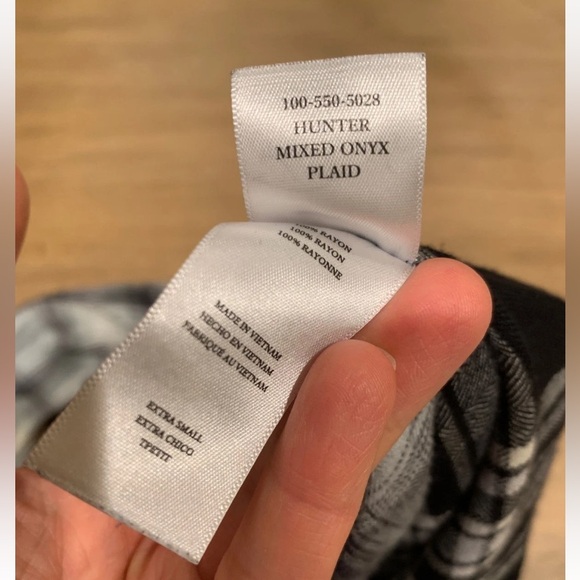 100-550-5028
HUNTER
MIXED ONYX
PLAID
100% RAYON
100% RAYON
100% RAYONNE
MADE IN VIETNAM
HECHO EN VIETNAM
FABRIQUE AU VIETNAM
EXTRA SMALL
EXTRA CHICO
TPETIT